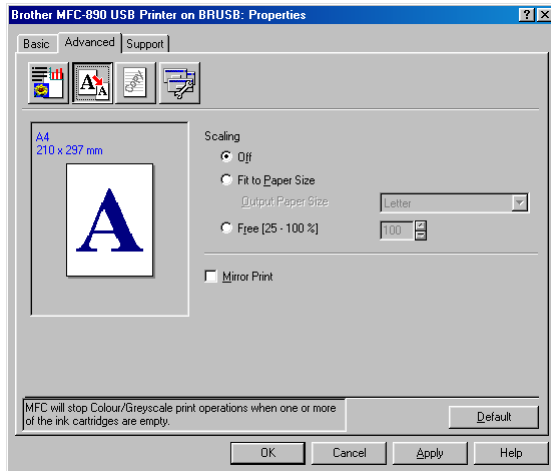 Brother MFC-890 USB Printer on BRUSB: Properties
Basic Advanced Support
A4
210 x 297 mm
A
Scaling
Off
Fit to Paper Size
Output Paper Size Letter
Free [25 - 100 %] 100
Mirror Print
MFC will stop Colour/Greyscale print operations when one or more
of the ink cartridges are empty.
Default
OK Cancel Apply Help